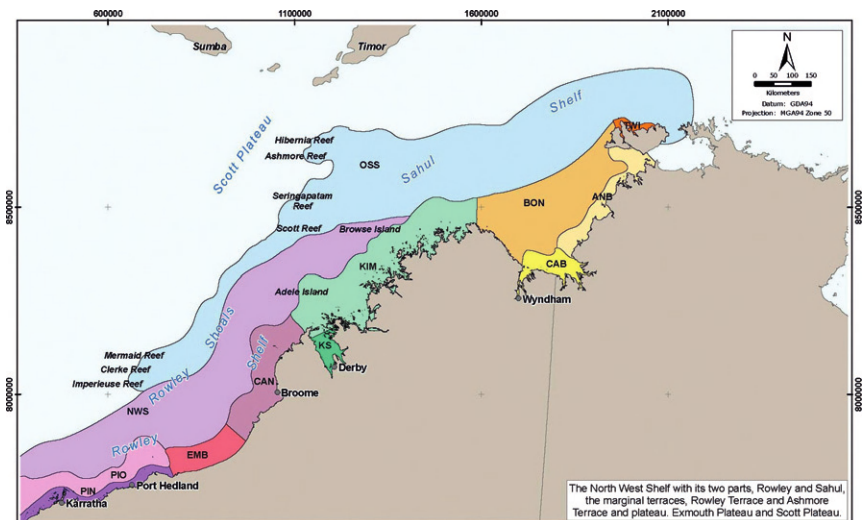 600000
1100000
1600000
2100000
Sumba
Timor
N
0 50 100 150
Kilometers
Datum: GDA94
Projection: MGA94 Zone 50
Shelf
TWI
Hibernia Reef
Ashmore Reef
OSS
Sahul
Scott Plateau
Seringapatam
Reef
BON
ANB
8500000
8500000
Scott Reef
Browse Island
KIM
CAB
Adele Island
Wyndham
Shoals
Shelf
KS
Mermaid Reef
Derby
Clerke Reef
CAN
Imperieuse Reef
Rowley
Broome
8000000
8000000
NWS
Rowley
EMB
PIO
PIN
Port Hedland
Karratha
The North West Shelf with its two parts, Rowley and Sahul,
the marginal terraces, Rowley Terrace and Ashmore
Terrace and plateau. Exmouth Plateau and Scott Plateau.